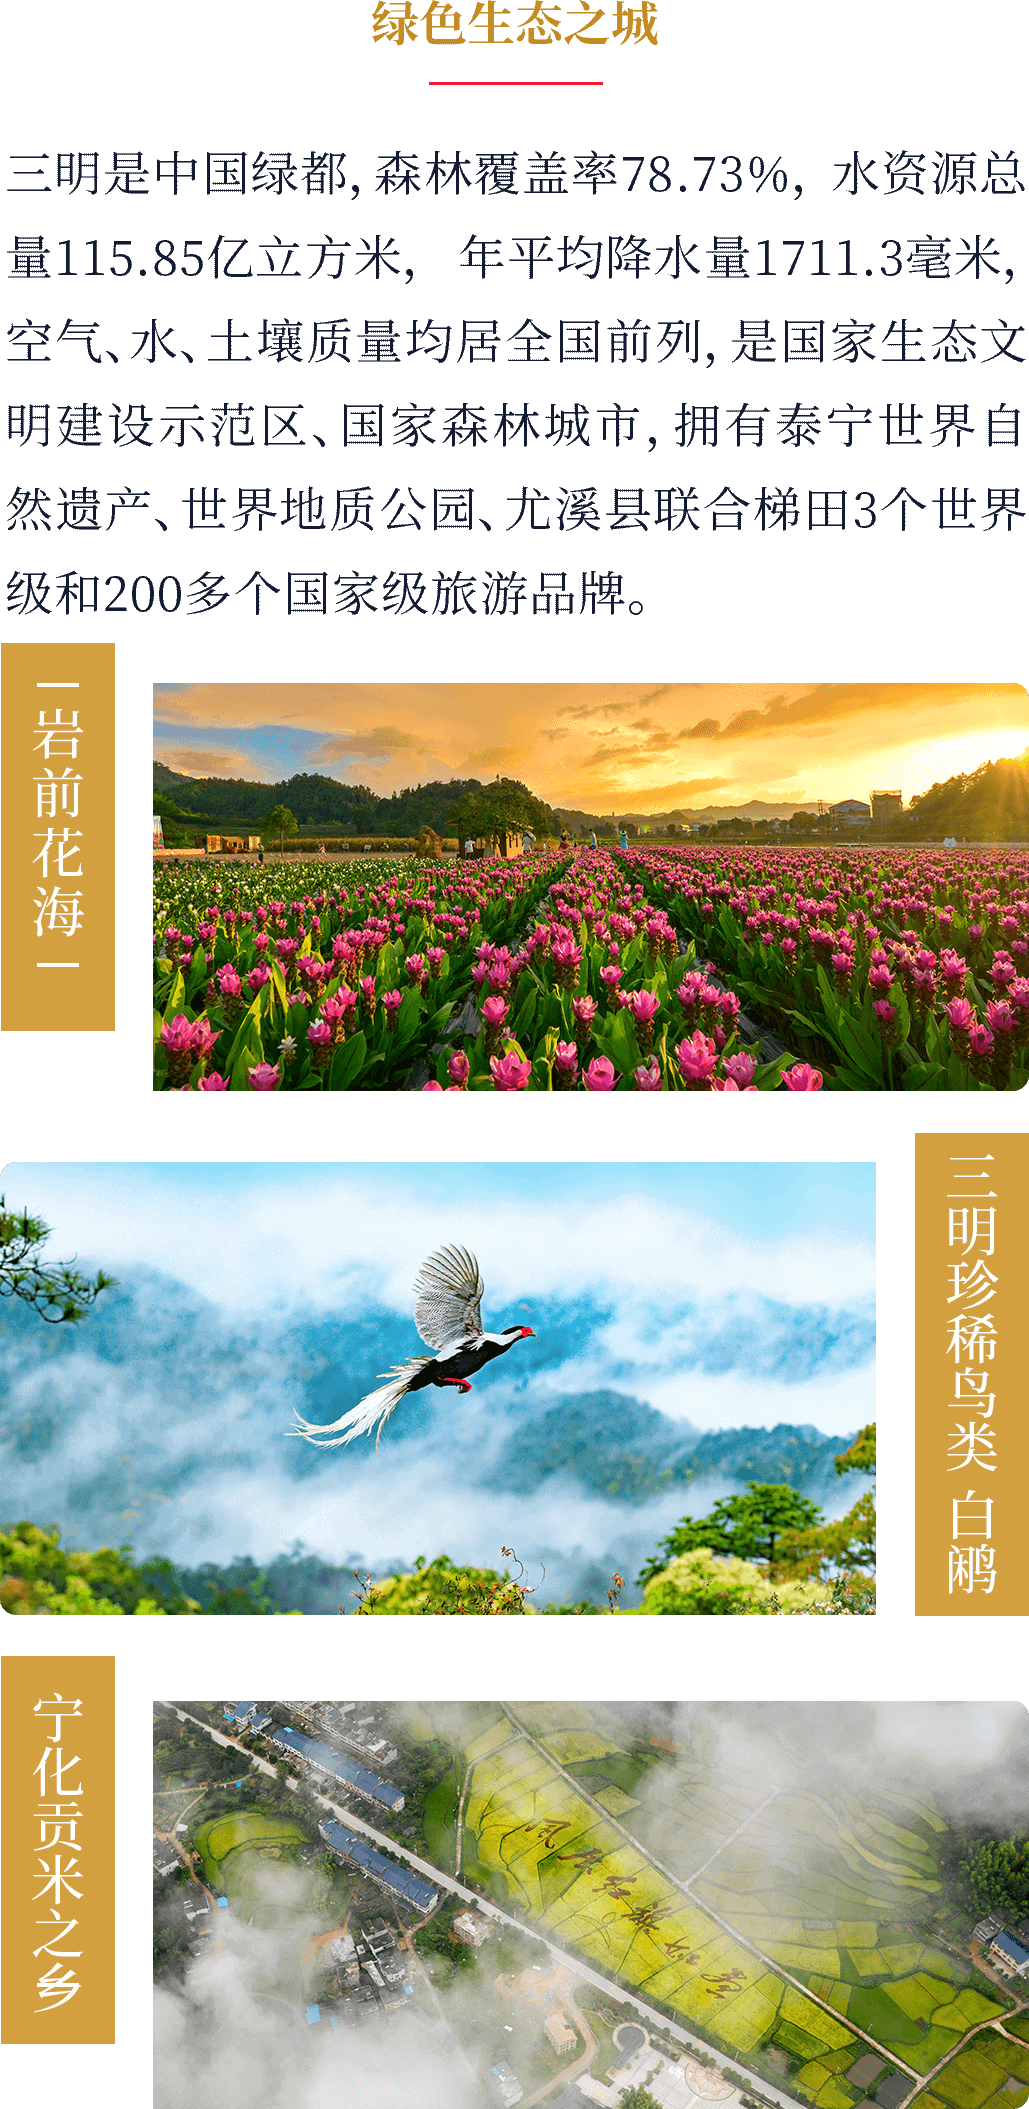 绿色生态之城
三明是中国绿都,森林覆盖率78.73%, 水资源总
量115.85亿立方米, 年平均降水量1711.3毫米,
空气、水、土壤质量均居全国前列,是国家生态文
明建设示范区、国家森林城市,拥有泰宁世界自
然遗产、世界地质公园、尤溪县联合梯田3个世界
级和200多个国家级旅游品牌。
岩前花海
三明珍稀鸟类 白鹇
宁化贡米之乡
风展红旗如画